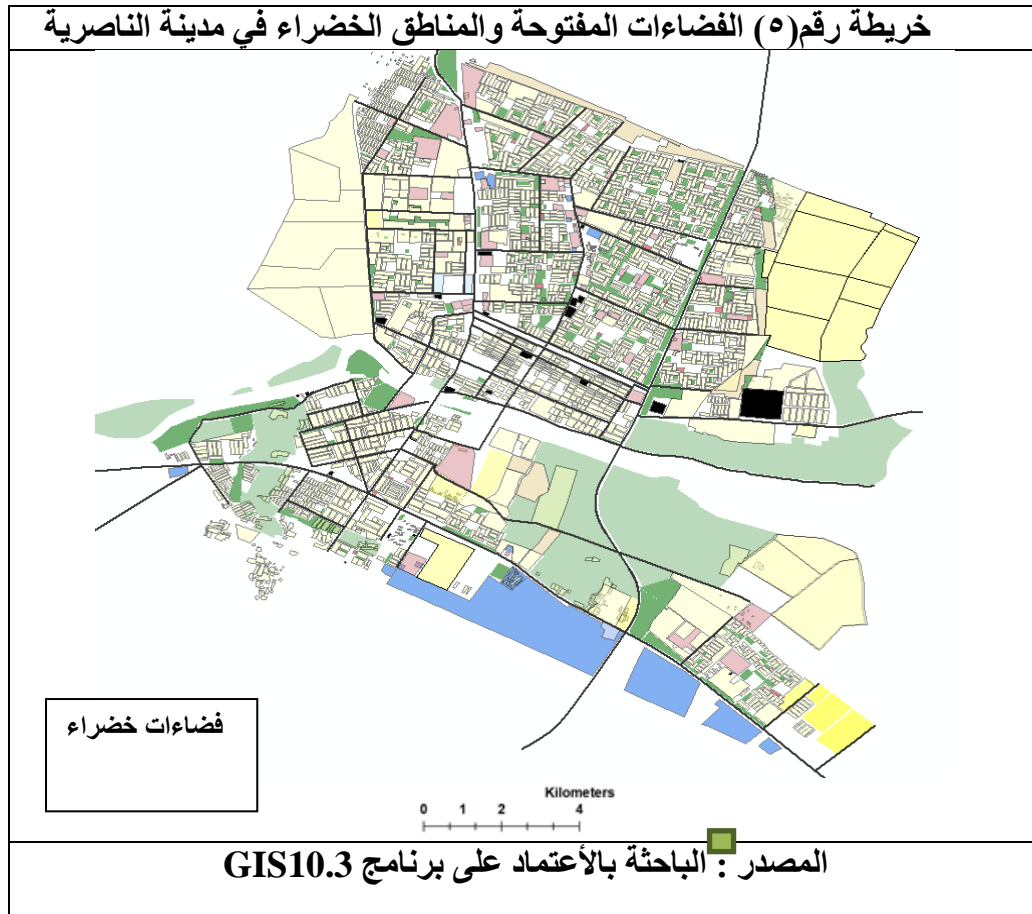 خريطة رقم(٥) الفضاءات المفتوحة والمناطق الخضراء في مدينة الناصرية
فضاءات خضراء
Kilometers
0 1 2 4
المصدر : الباحثة بالأعتماد على برنامج GIS10.3